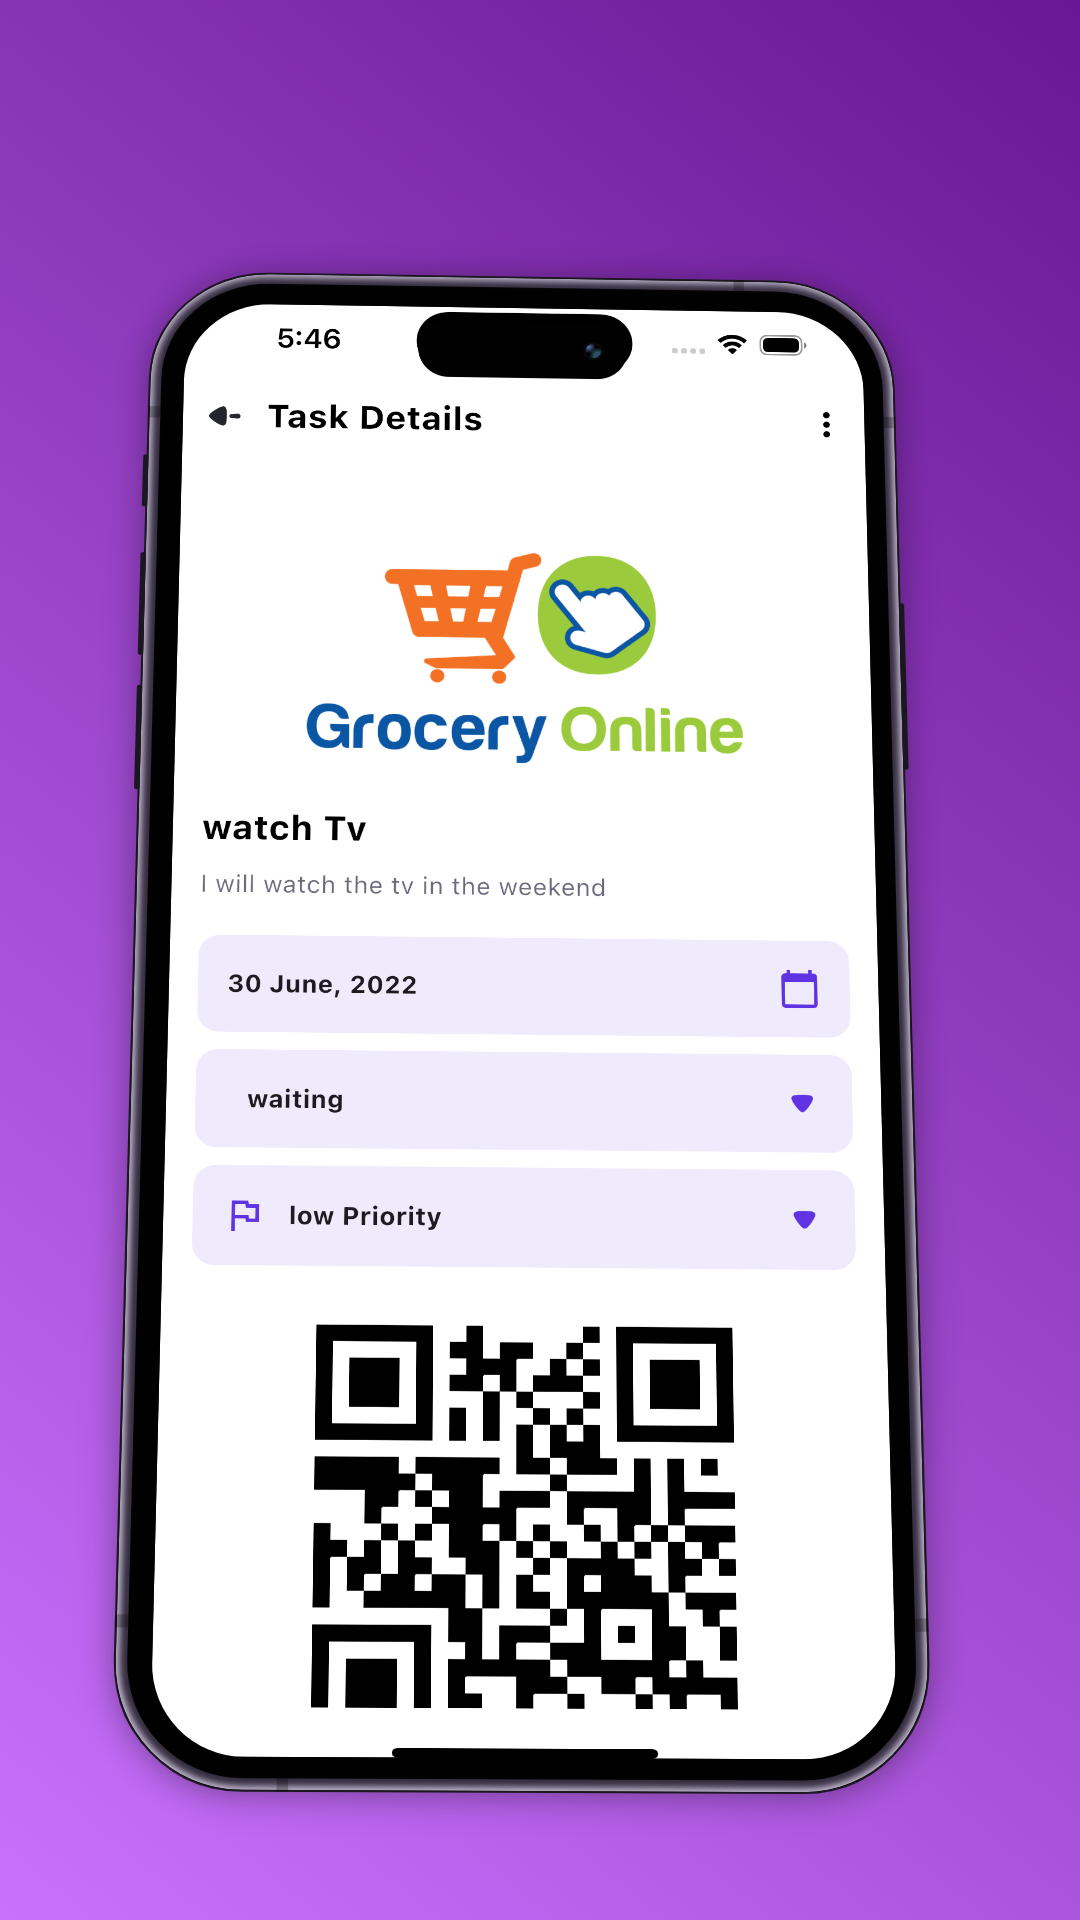 5:46
Task Details
Grocery Online
watch Tv
I will watch the tv in the weekend
30 June, 2022
waiting
low Priority